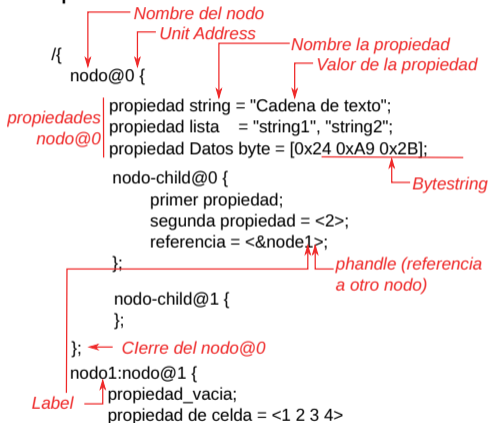 Nombre del nodo
Unit Address
Nombre la propiedad
Valor de la propiedad
/{
nodo@0 {
propiedades
nodo@0
propiedad string = "Cadena de texto";
propiedad lista = "string1", "string2";
propiedad Datos byte = [0x24 0xA9 0x2B];
Bytestring
nodo-child@0 {
primer propiedad;
segunda propiedad = <2>;
referencia = <&node1>;
};
phandle (referencia
a otro nodo)
nodo-child@1 {
};
}; CIerre del nodo@0
nodo1:nodo@1 {
Label
propiedad_vacia;
propiedad de celda = <1 2 3 4>